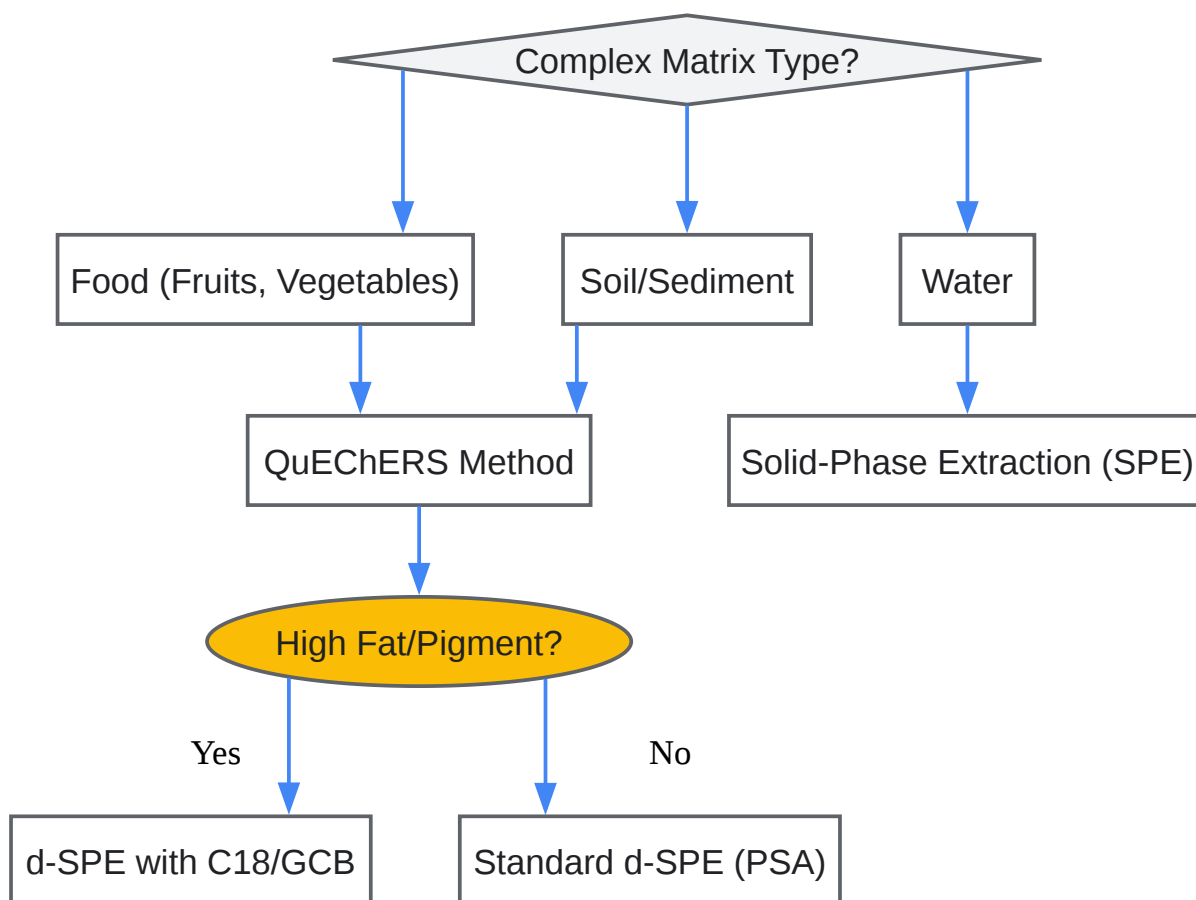 Complex Matrix Type?
Food (Fruits, Vegetables)
Soil/Sediment
Water
QuEChERS Method
Solid-Phase Extraction (SPE)
High Fat/Pigment?
Yes
No
d-SPE with C18/GCB
Standard d-SPE (PSA)